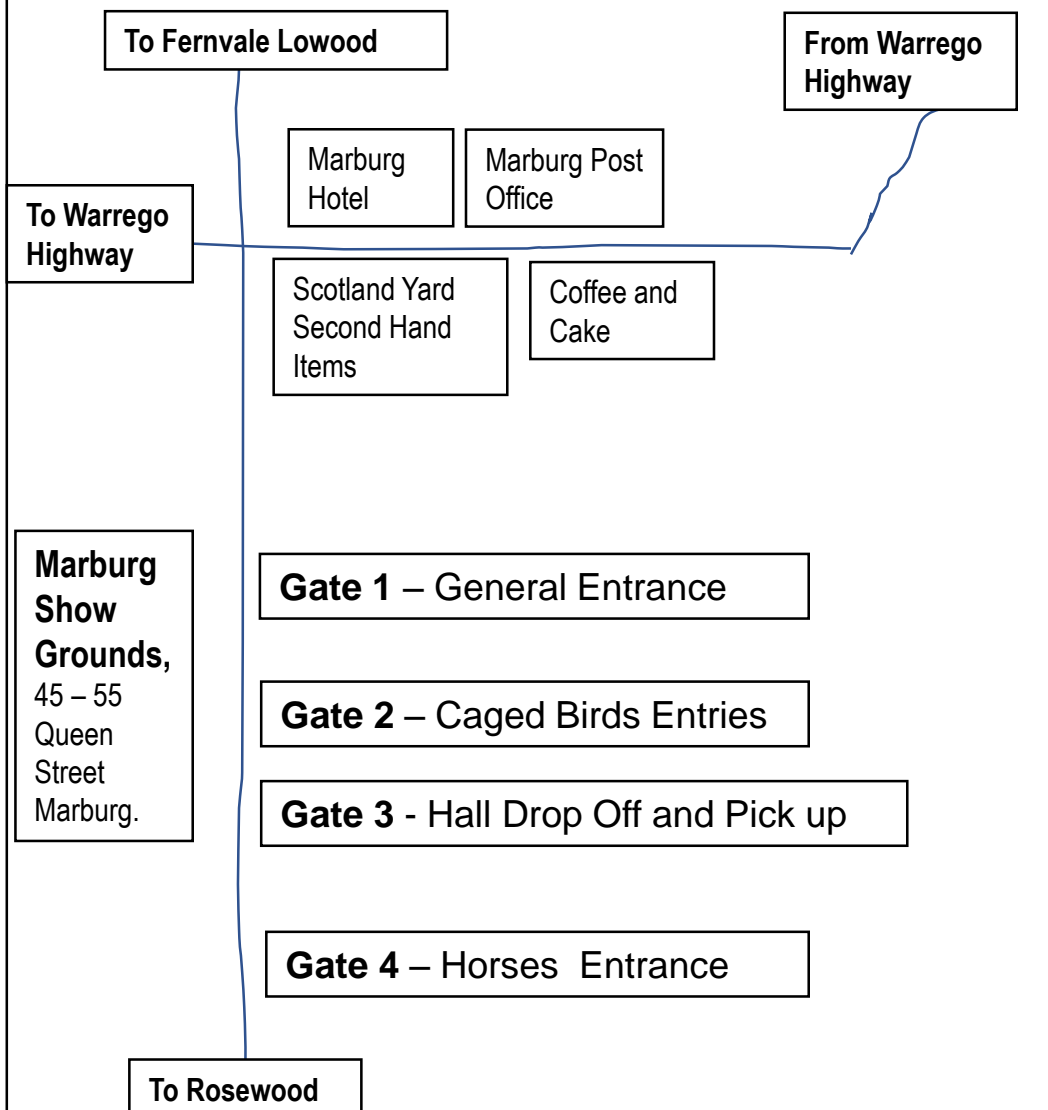 To Fernvale Lowood
From Warrego
Highway
Marburg
Hotel
Marburg Post
Office
To Warrego
Highway
Scotland Yard
Second Hand
Items
Coffee and
Cake
Marburg
Show
Grounds,
45 – 55
Queen
Street
Marburg.
Gate 1 – General Entrance
Gate 2 – Caged Birds Entries
Gate 3 - Hall Drop Off and Pick up
Gate 4 – Horses Entrance
To Rosewood